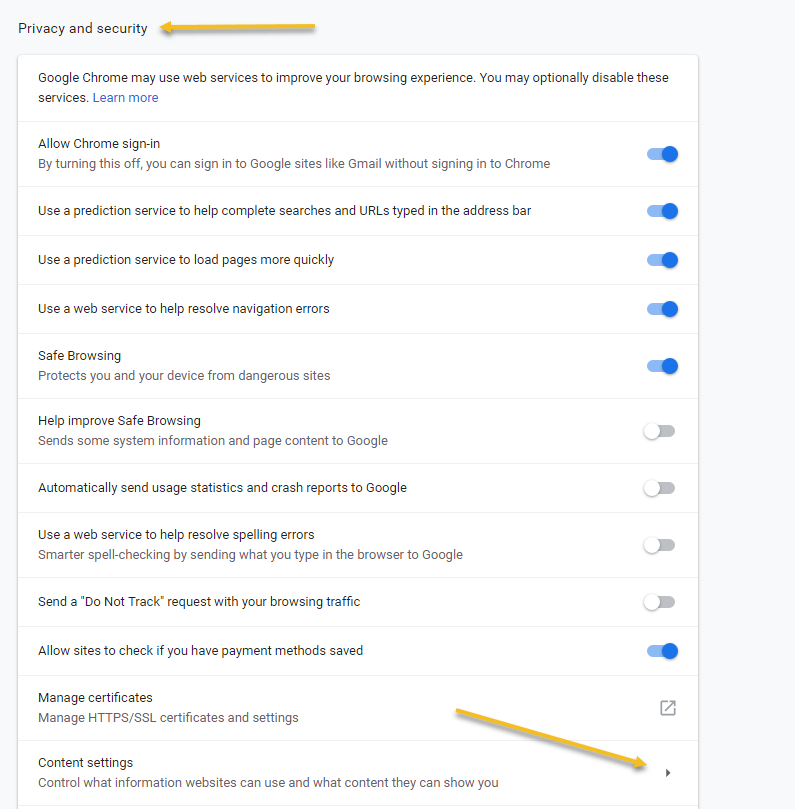 Privacy and security
Google Chrome may use web services to improve your browsing experience. You may optionally disable these
services. Learn more
Allow Chrome sign-in
By turning this off, you can sign in to Google sites like Gmail without signing in to Chrome
Use a prediction service to help complete searches and URLs typed in the address bar
Use a prediction service to load pages more quickly
Use a web service to help resolve navigation errors
Safe Browsing
Protects you and your device from dangerous sites
Help improve Safe Browsing
Sends some system information and page content to Google
Automatically send usage statistics and crash reports to Google
Use a web service to help resolve spelling errors
Smarter spell-checking by sending what you type in the browser to Google
Send a "Do Not Track" request with your browsing traffic
Allow sites to check if you have payment methods saved
Manage certificates
Manage HTTPS/SSL certificates and settings
Content settings
Control what information websites can use and what content they can show you